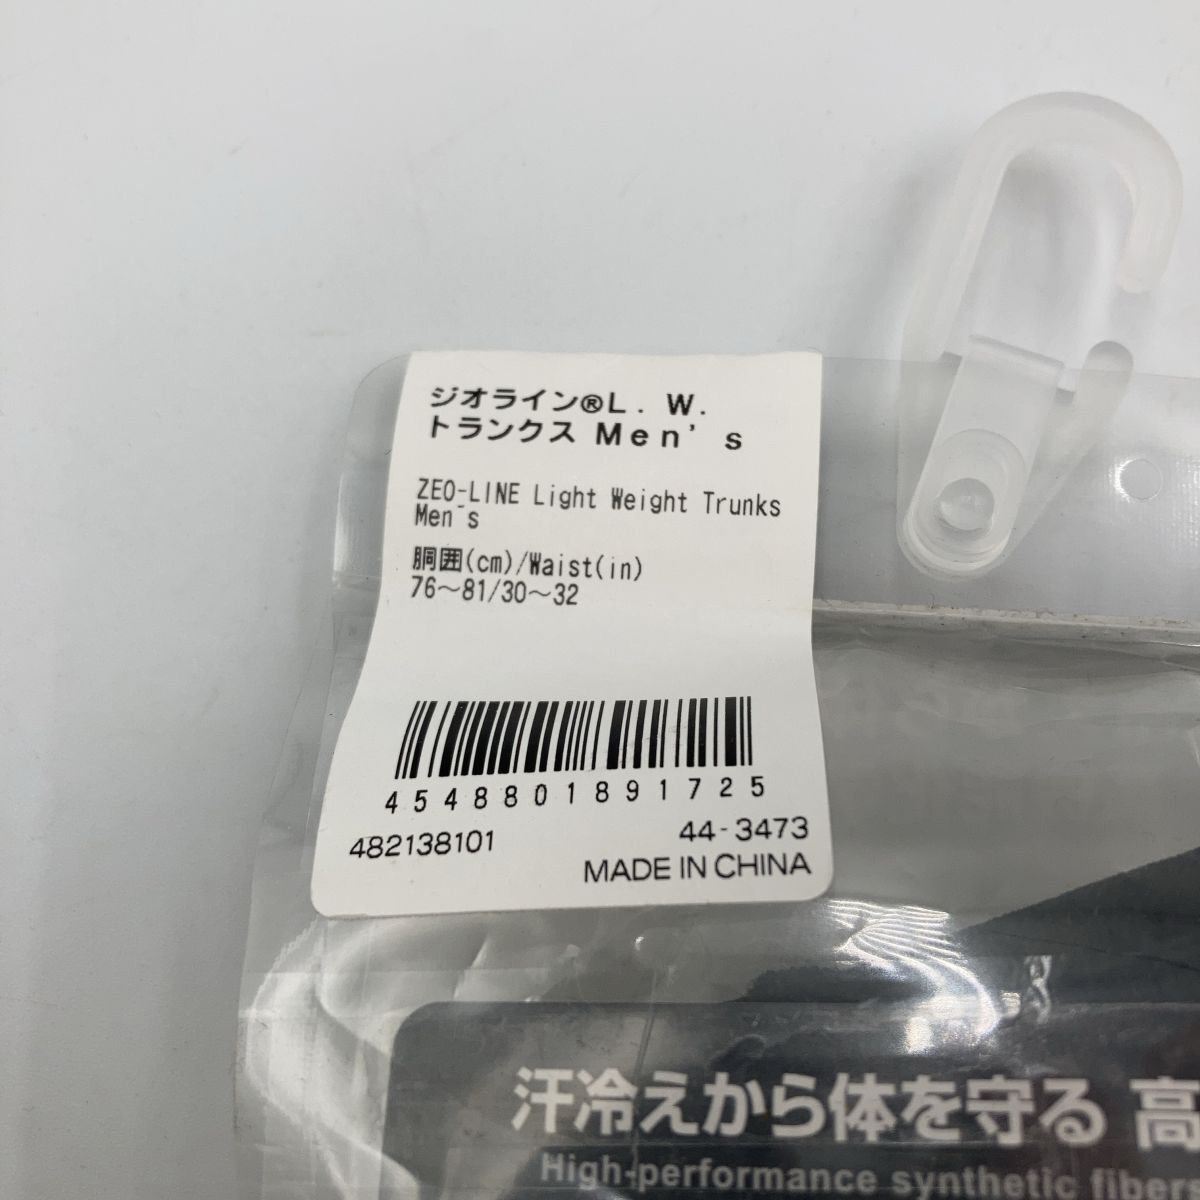 ジオライン®L. W.
トランクス Men's
ZEO-LINE Light Weight Trunks
Men´s
胴囲(cm)/Waist(in)
76～81/30～32
4548801891725
482138101
44-3473
MADE IN CHINA
汗冷えから体を守る 高
High-performance synthetic fibers